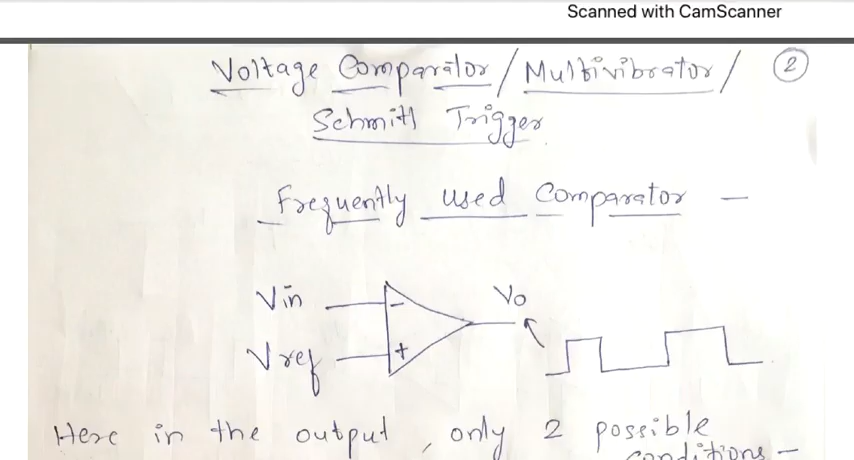 Scanned with CamScanner
Voltage Comparator / Multivibrator / 2
Schmitt Trigger
Frequently used Comparator -
Vin - Vo
Vref +
Here in the output, only 2 possible
conditions -